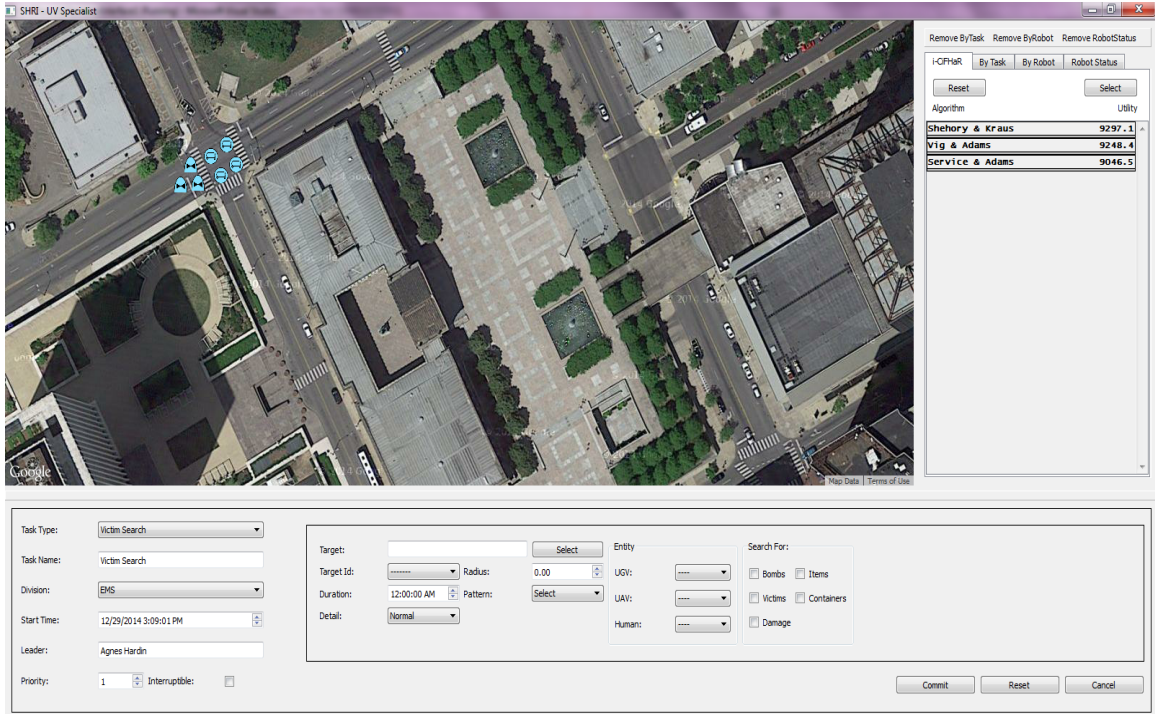 SHRI - UV Specialist
Remove ByTask Remove ByRobot Remove RobotStatus
i-CiFHaR By Task By Robot Robot Status
Reset Select
Algorithm Utility
Shehory & Kraus 9297.1
Vig & Adams 9248.4
Service & Adams 9046.5
Google
Map Data Terms of Use
Task Type: Victim Search
Task Name: Victim Search
Division: EMS
Start Time: 12/29/2014 3:09:01 PM
Leader: Agnes Hardin
Priority: 1 Interruptible:
Target: Select
Target Id: ------- Radius: 0.00
Duration: 12:00:00 AM Pattern: Select
Detail: Normal
Entity
UGV: ----
UAV: ----
Human: ----
Search For:
Bombs Items
Victims Containers
Damage
Commit Reset Cancel